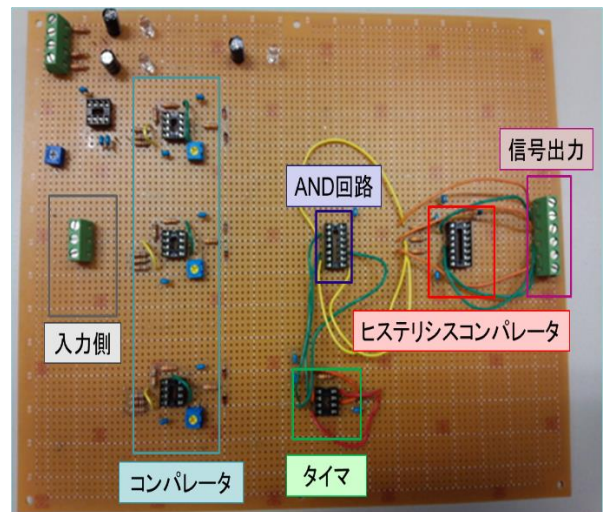 信号出力
AND回路
ヒステリシスコンパレータ
入力側
コンパレータ
タイマ